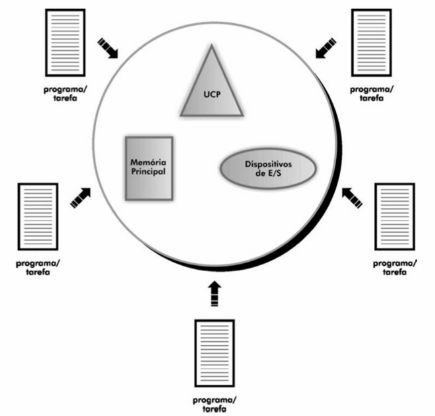 programa/
tarefa
programa/
tarefa
UCP
Memória
Principal
Dispositivos
de E/S
programa/
tarefa
programa/
tarefa
programa/
tarefa